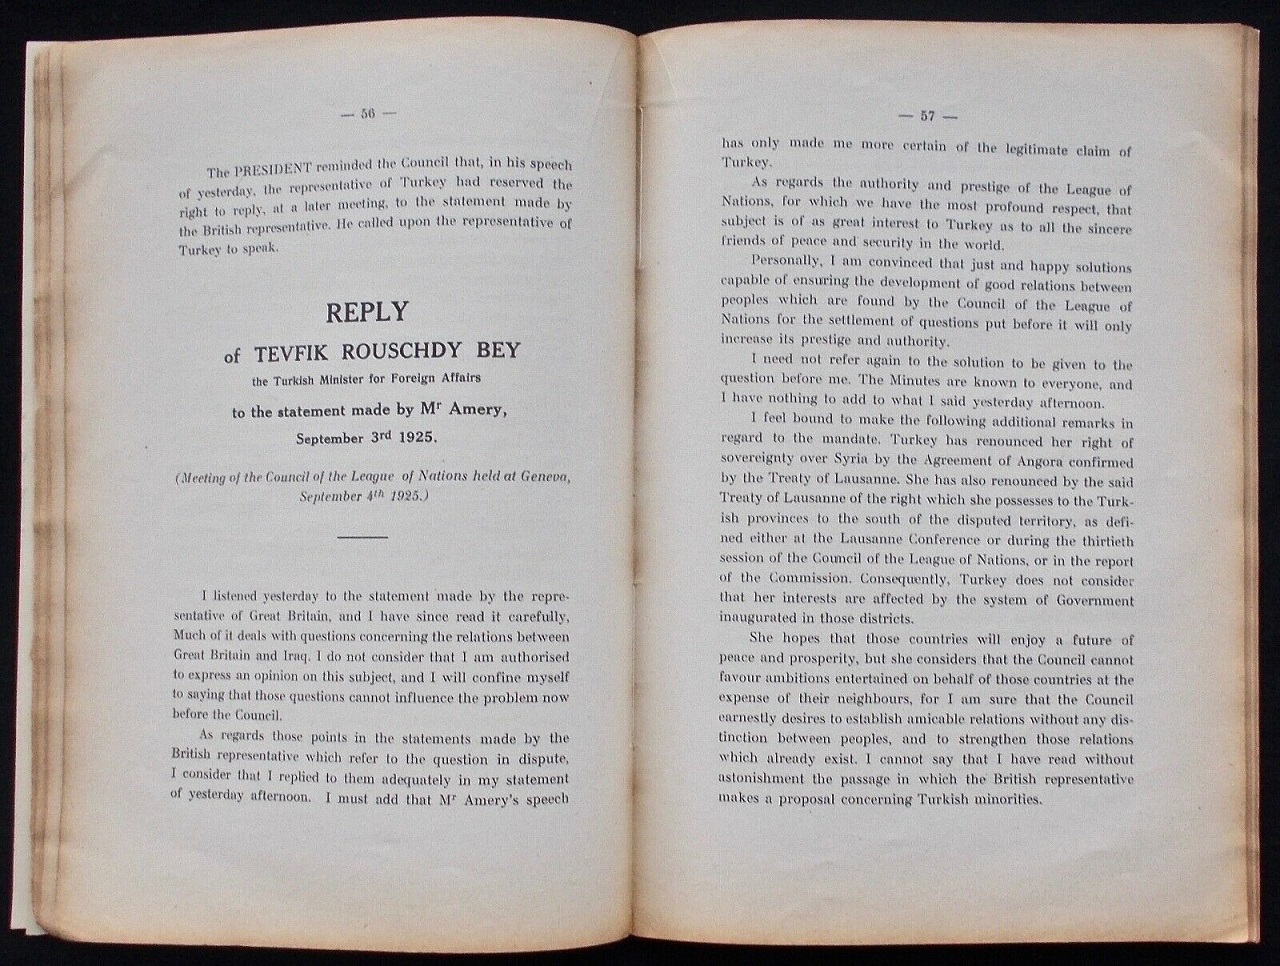 — 56 —
The PRESIDENT reminded the Council that, in his speech
of yesterday, the representative of Turkey had reserved the
right to reply, at a later meeting, to the statement made by
the British representative. He called upon the representative of
Turkey to speak.
REPLY
of TEVFIK ROUSCHDY BEY
the Turkish Minister for Foreign Affairs
to the statement made by Mr Amery,
September 3rd 1925.
(Meeting of the Council of the League of Nations held at Geneva,
September 4th 1925.)
I listened yesterday to the statement made by the repre-
sentative of Great Britain, and I have since read it carefully,
Much of it deals with questions concerning the relations between
Great Britain and Iraq. I do not consider that I am authorised
to express an opinion on this subject, and I will confine myself
to saying that those questions cannot influence the problem now
before the Council.
As regards those points in the statements made by the
British representative which refer to the question in dispute,
I consider that I replied to them adequately in my statement
of yesterday afternoon. I must add that Mr Amery's speech
— 57 —
has only made me more certain of the legitimate claim of
Turkey.
As regards the authority and prestige of the League of
Nations, for which we have the most profound respect, that
subject is of as great interest to Turkey as to all the sincere
friends of peace and security in the world.
Personally, I am convinced that just and happy solutions
capable of ensuring the development of good relations between
peoples which are found by the Council of the League of
Nations for the settlement of questions put before it will only
increase its prestige and authority.
I need not refer again to the solution to be given to the
question before me. The Minutes are known to everyone, and
I have nothing to add to what I said yesterday afternoon.
I feel bound to make the following additional remarks in
regard to the mandate. Turkey has renounced her right of
sovereignty over Syria by the Agreement of Angora confirmed
by the Treaty of Lausanne. She has also renounced by the said
Treaty of Lausanne of the right which she possesses to the Turk-
ish provinces to the south of the disputed territory, as defi-
ned either at the Lausanne Conference or during the thirtieth
session of the Council of the League of Nations, or in the report
of the Commission. Consequently, Turkey does not consider
that her interests are affected by the system of Government
inaugurated in those districts.
She hopes that those countries will enjoy a future of
peace and prosperity, but she considers that the Council cannot
favour ambitions entertained on behalf of those countries at the
expense of their neighbours, for I am sure that the Council
earnestly desires to establish amicable relations without any dis-
tinction between peoples, and to strengthen those relations
which already exist. I cannot say that I have read without
astonishment the passage in which the British representative
makes a proposal concerning Turkish minorities.